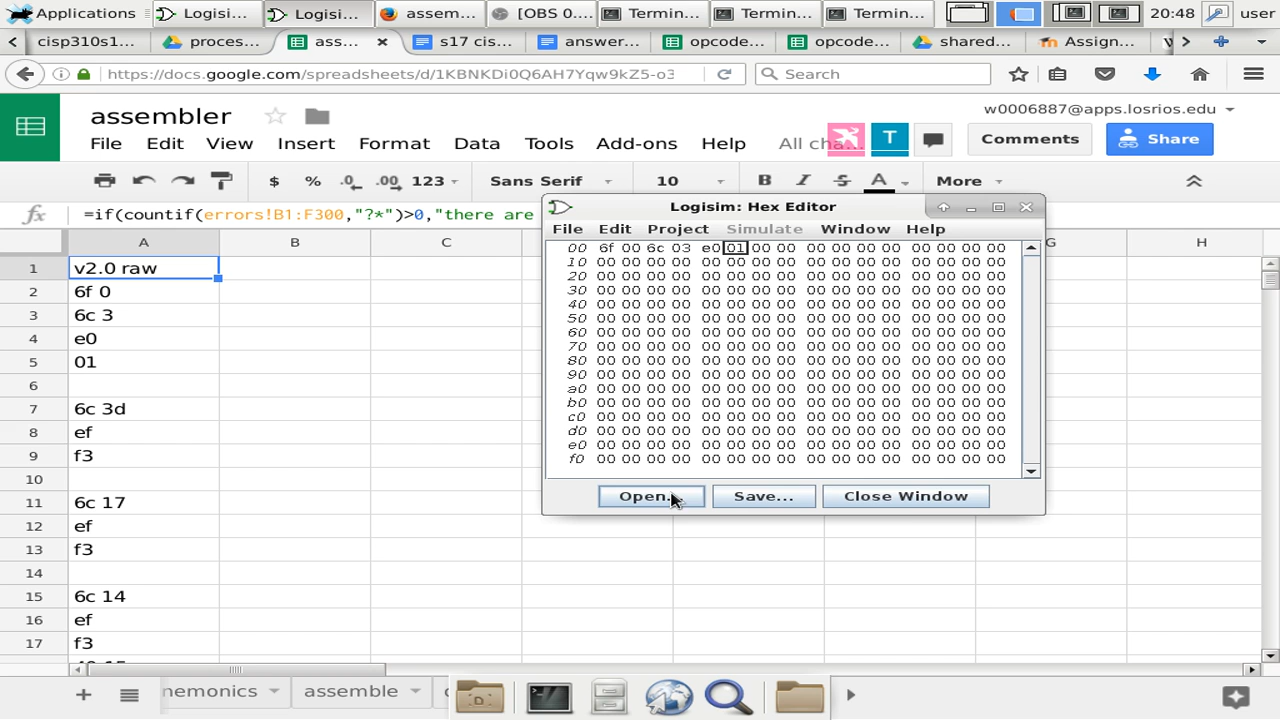 Applications Logisi... Logisi... assem... [OBS 0.... Termin... Termin... Termin... 20:48 user
cisp310s1... proces... ass... s17 cis... answer... opcode... opcode... shared... Assign...
https://docs.google.com/spreadsheets/d/1KBNKDi0Q6AH7Yqw9kZ5-o3 Search
assembler
w0006887@apps.losrios.edu
File Edit View Insert Format Data Tools Add-ons Help All cha... T Comments Share
$ % .0 .00 123 Sans Serif 10 B I S A More
fx =if(countif(errors!B1:F300,"?*")>0,"there are
Logisim: Hex Editor
File Edit Project Simulate Window Help
00 6f 00 6c 03 e0 01 00 00 00 00 00 00 00 00 00 00
10 00 00 00 00 00 00 00 00 00 00 00 00 00 00 00 00
20 00 00 00 00 00 00 00 00 00 00 00 00 00 00 00 00
30 00 00 00 00 00 00 00 00 00 00 00 00 00 00 00 00
40 00 00 00 00 00 00 00 00 00 00 00 00 00 00 00 00
50 00 00 00 00 00 00 00 00 00 00 00 00 00 00 00 00
60 00 00 00 00 00 00 00 00 00 00 00 00 00 00 00 00
70 00 00 00 00 00 00 00 00 00 00 00 00 00 00 00 00
80 00 00 00 00 00 00 00 00 00 00 00 00 00 00 00 00
90 00 00 00 00 00 00 00 00 00 00 00 00 00 00 00 00
a0 00 00 00 00 00 00 00 00 00 00 00 00 00 00 00 00
b0 00 00 00 00 00 00 00 00 00 00 00 00 00 00 00 00
c0 00 00 00 00 00 00 00 00 00 00 00 00 00 00 00 00
d0 00 00 00 00 00 00 00 00 00 00 00 00 00 00 00 00
e0 00 00 00 00 00 00 00 00 00 00 00 00 00 00 00 00
f0 00 00 00 00 00 00 00 00 00 00 00 00 00 00 00 00
Open... Save... Close Window
A B C G H
1 v2.0 raw
2 6f 0
3 6c 3
4 e0
5 01
6
7 6c 3d
8 ef
9 f3
10
11 6c 17
12 ef
13 f3
14
15 6c 14
16 ef
17 f3
nemonics assemble